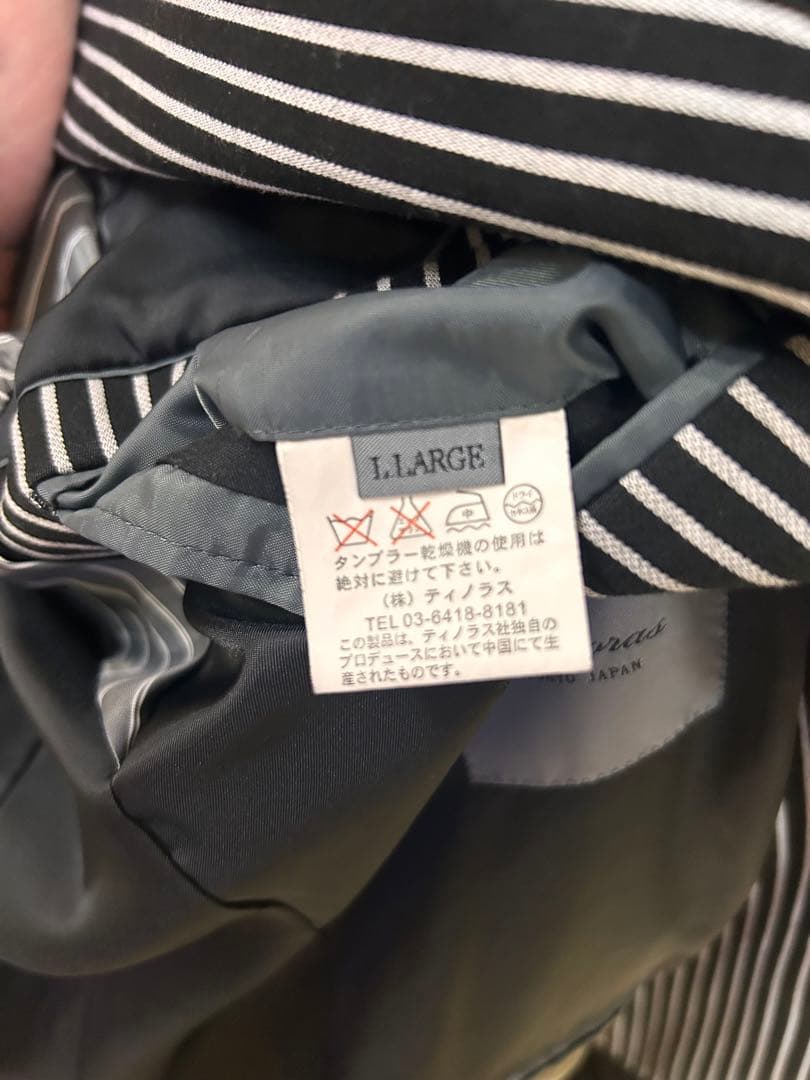 L.LARGE
中
ドライ
タンブラー乾燥機の使用は
絶対に避けて下さい。
(株) ティノラス
TEL 03-6418-8181
この製品は、ティノラス社独自の
プロデュースにおいて中国にて生
産されたものです。
JAPAN